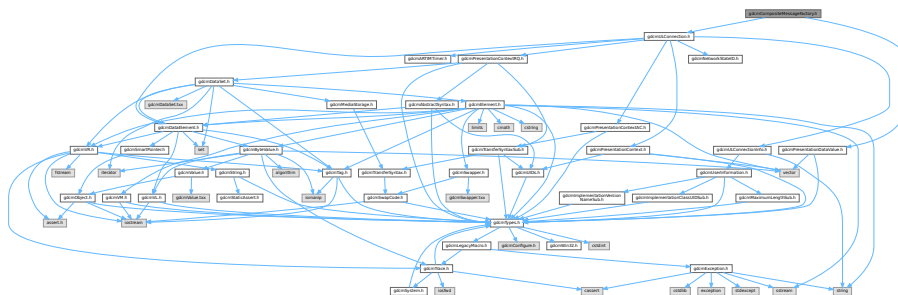 gdcmCompositeMessageFactory.h
gdcmULConnection.h
gdcmARTIMTimer.h
gdcmPresentationContextRQ.h
gdcmNetworkStateID.h
gdcmDataSet.h
gdcmDataSet.txx
gdcmMediaStorage.h
gdcmAbstractSyntax.h
gdcmElement.h
gdcmDataElement.h
limits
cmath
cstring
gdcmPresentationContextAC.h
gdcmVR.h
gdcmSmartPointer.h
set
gdcmByteValue.h
gdcmTransferSyntaxSub.h
gdcmPresentationContext.h
gdcmULConnectionInfo.h
gdcmPresentationDataValue.h
fstream
iterator
gdcmValue.h
gdcmString.h
algorithm
gdcmTag.h
gdcmTransferSyntax.h
gdcmSwapper.h
gdcmUIDs.h
gdcmUserInformation.h
vector
gdcmObject.h
gdcmVM.h
gdcmVL.h
gdcmValue.txx
gdcmStaticAssert.h
iomanip
gdcmSwapCode.h
gdcmSwapper.txx
gdcmImplementationVersion
NameSub.h
gdcmImplementationClassUIDSub.h
gdcmMaximumLengthSub.h
assert.h
iostream
gdcmTypes.h
gdcmLegacyMacro.h
gdcmConfigure.h
gdcmWin32.h
cstdint
gdcmTrace.h
gdcmException.h
gdcmSystem.h
iosfwd
cassert
cstdlib
exception
stdexcept
sstream
string